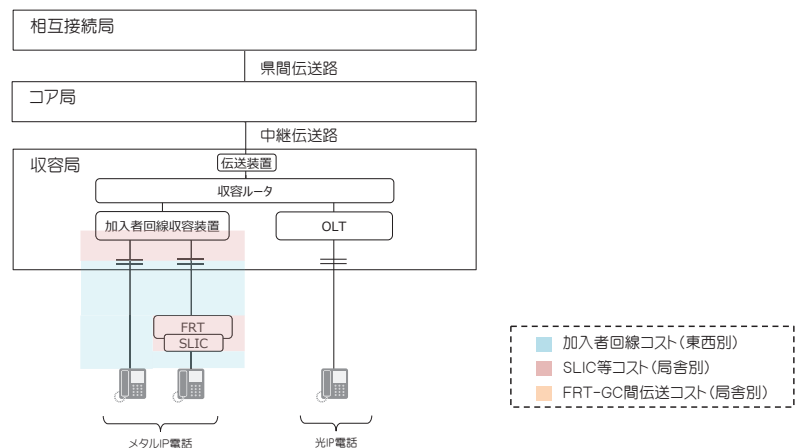 相互接続局
県間伝送路
コア局
中継伝送路
収容局
伝送装置
収容ルータ
加入者回線収容装置
OLT
FRT
SLIC
メタルIP電話
光IP電話
加入者回線コスト（東西別）
SLIC等コスト（局舎別）
FRT-GC間伝送コスト（局舎別）